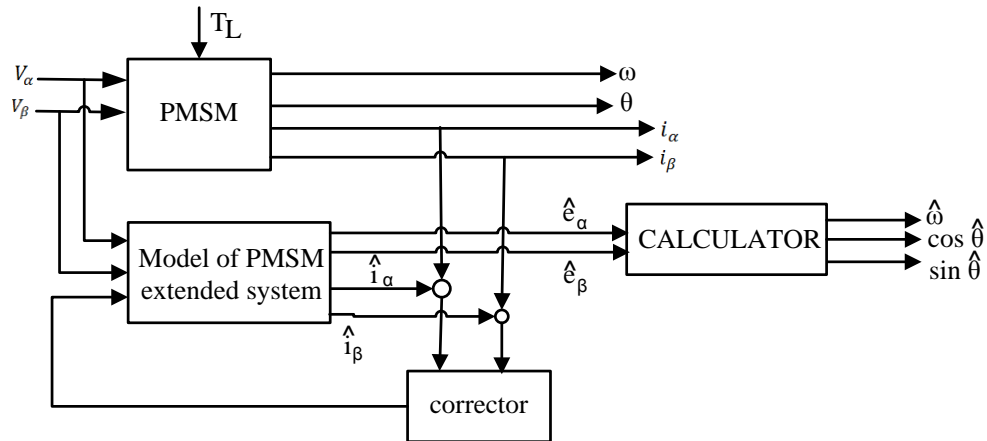 T_L
V_α
V_β
PMSM
ω
θ
i_α
i_β
Model of PMSM
extended system
ê_α
ê_β
î_α
î_β
CALCULATOR
ω̂
cos θ̂
sin θ̂
corrector